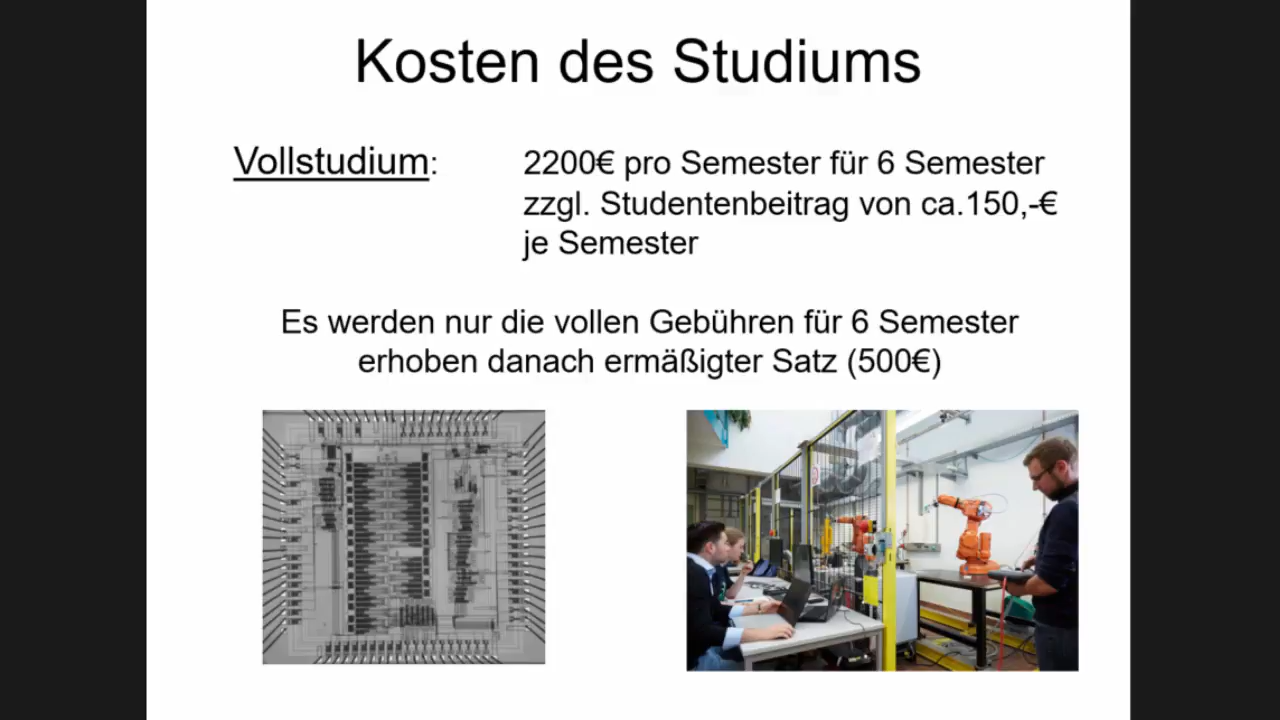 Kosten des Studiums
Vollstudium:
2200€ pro Semester für 6 Semester
zzgl. Studentenbeitrag von ca.150,-€
je Semester
Es werden nur die vollen Gebühren für 6 Semester
erhoben danach ermäßigter Satz (500€)